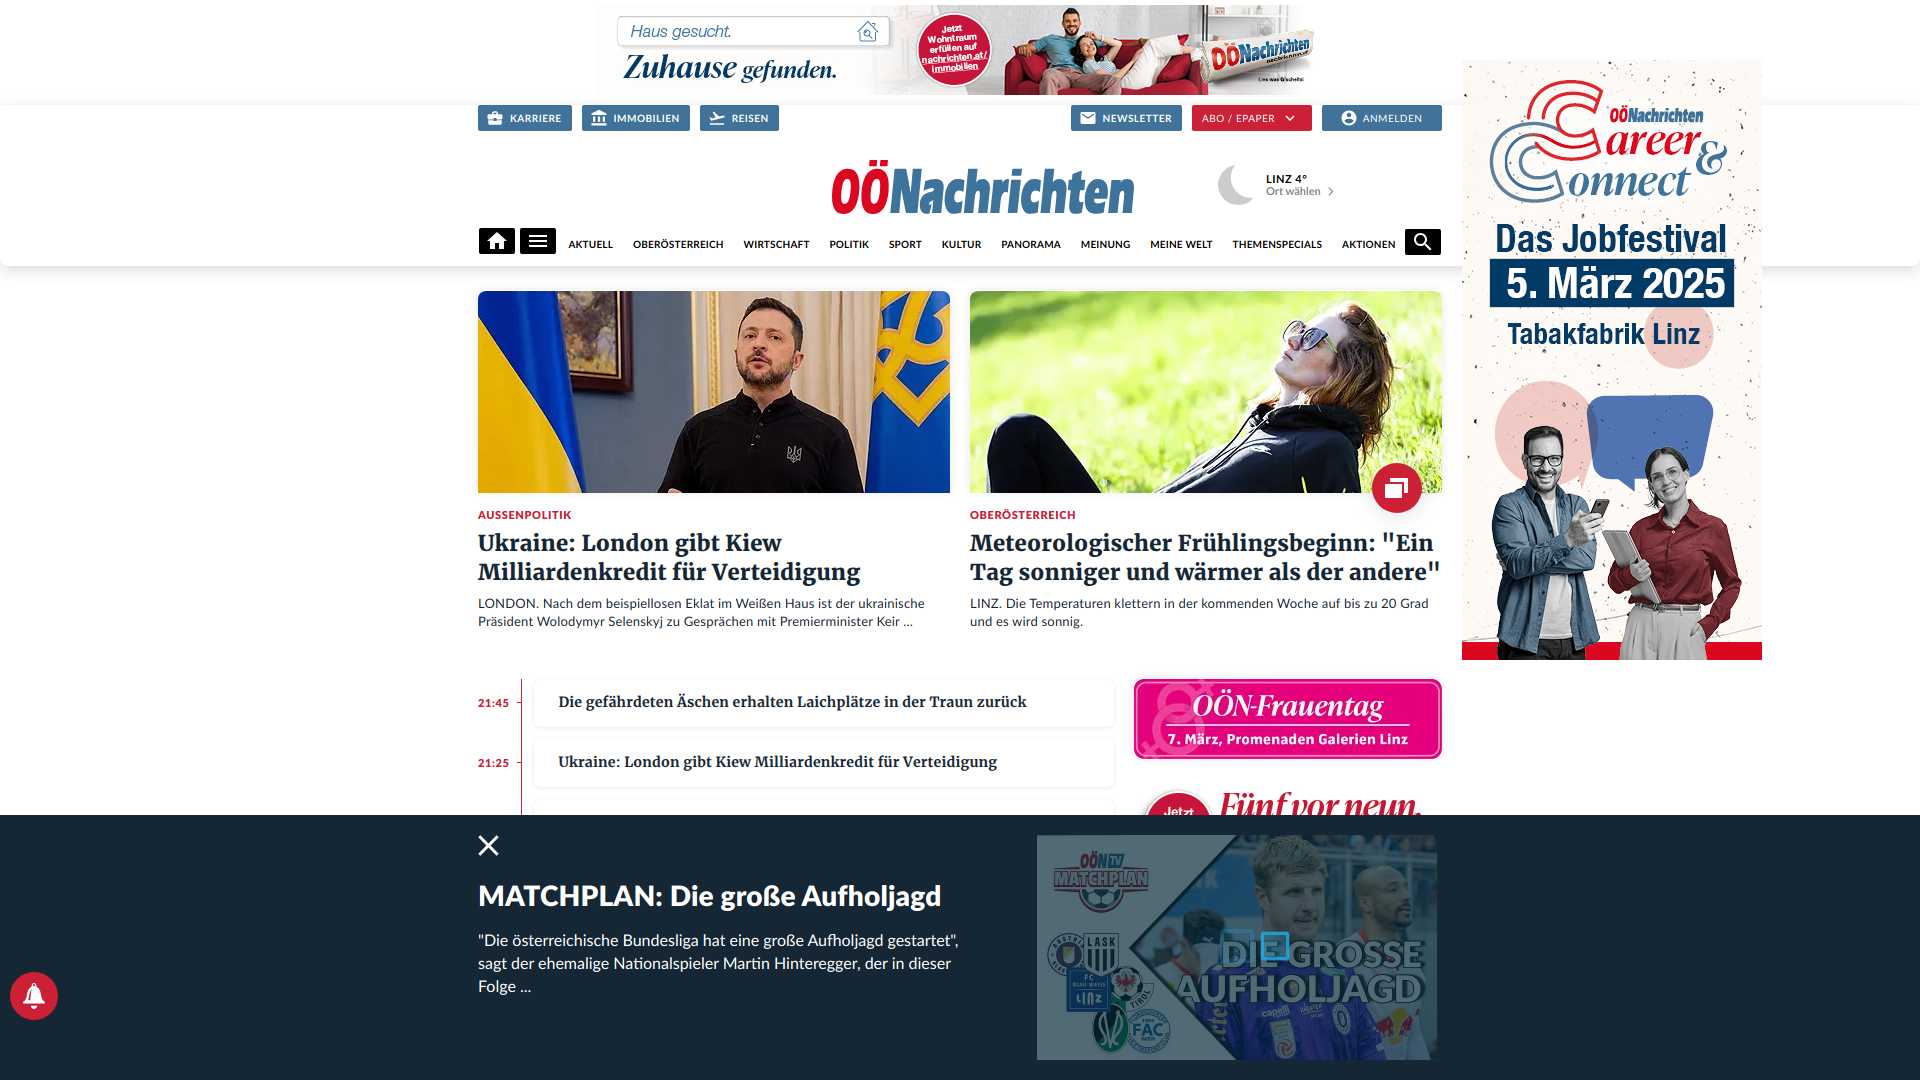 Haus gesucht.
Zuhause gefunden.
Jetzt
Wohntraum
erfüllen auf
nachrichten.at/
immobilien
OÖNachrichten
Lies was G'scheits!
KARRIERE
IMMOBILIEN
REISEN
NEWSLETTER
ABO / EPAPER
ANMELDEN
OÖNachrichten
LINZ 4°
Ort wählen
AKTUELL
OBERÖSTERREICH
WIRTSCHAFT
POLITIK
SPORT
KULTUR
PANORAMA
MEINUNG
MEINE WELT
THEMENSPECIALS
AKTIONEN
OÖNachrichten
Career &
Connect
Das Jobfestival
5. März 2025
Tabakfabrik Linz
AUSSENPOLITIK
Ukraine: London gibt Kiew
Milliardenkredit für Verteidigung
LONDON. Nach dem beispiellosen Eklat im Weißen Haus ist der ukrainische
Präsident Wolodymyr Selenskyj zu Gesprächen mit Premierminister Keir ...
OBERÖSTERREICH
Meteorologischer Frühlingsbeginn: "Ein
Tag sonniger und wärmer als der andere"
LINZ. Die Temperaturen klettern in der kommenden Woche auf bis zu 20 Grad
und es wird sonnig.
21:45
Die gefährdeten Äschen erhalten Laichplätze in der Traun zurück
21:25
Ukraine: London gibt Kiew Milliardenkredit für Verteidigung
OÖN-Frauentag
7. März, Promenaden Galerien Linz
Jetzt
Fünf vor neun.
MATCHPLAN: Die große Aufholjagd
"Die österreichische Bundesliga hat eine große Aufholjagd gestartet",
sagt der ehemalige Nationalspieler Martin Hinteregger, der in dieser
Folge ...
OÖN TV
MATCHPLAN
LASK
FC
BLAU WEISS
LINZ
TIROL
FAC
capelli
DIE GROSSE
AUFHOLJAGD